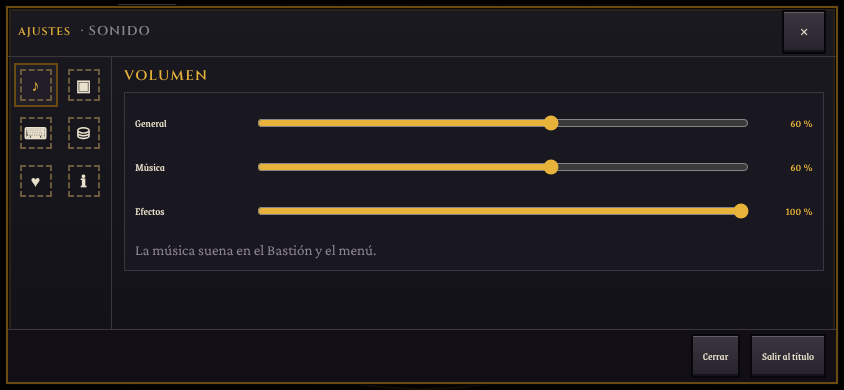 AJUSTES · SONIDO
×
VOLUMEN
General 60 %
Música 60 %
Efectos 100 %
La música suena en el Bastión y el menú.
Cerrar
Salir al título